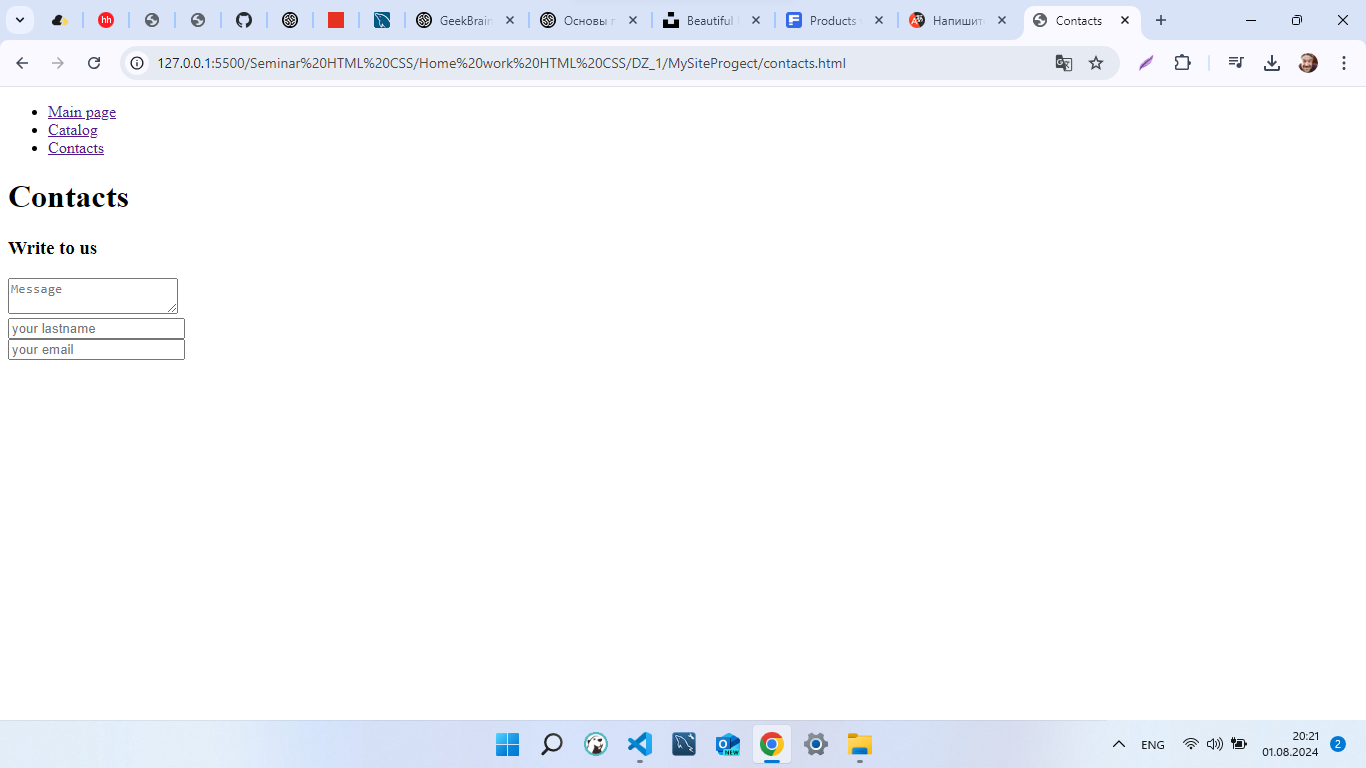 hh
GeekBrain
Основы п
Beautiful
Products
Напишит
Contacts
127.0.0.1:5500/Seminar%20HTML%20CSS/Home%20work%20HTML%20CSS/DZ_1/MySiteProgect/contacts.html
Main page
Catalog
Contacts
Contacts
Write to us
Message
your lastname
your email
NEW
ENG
20:21
01.08.2024
2